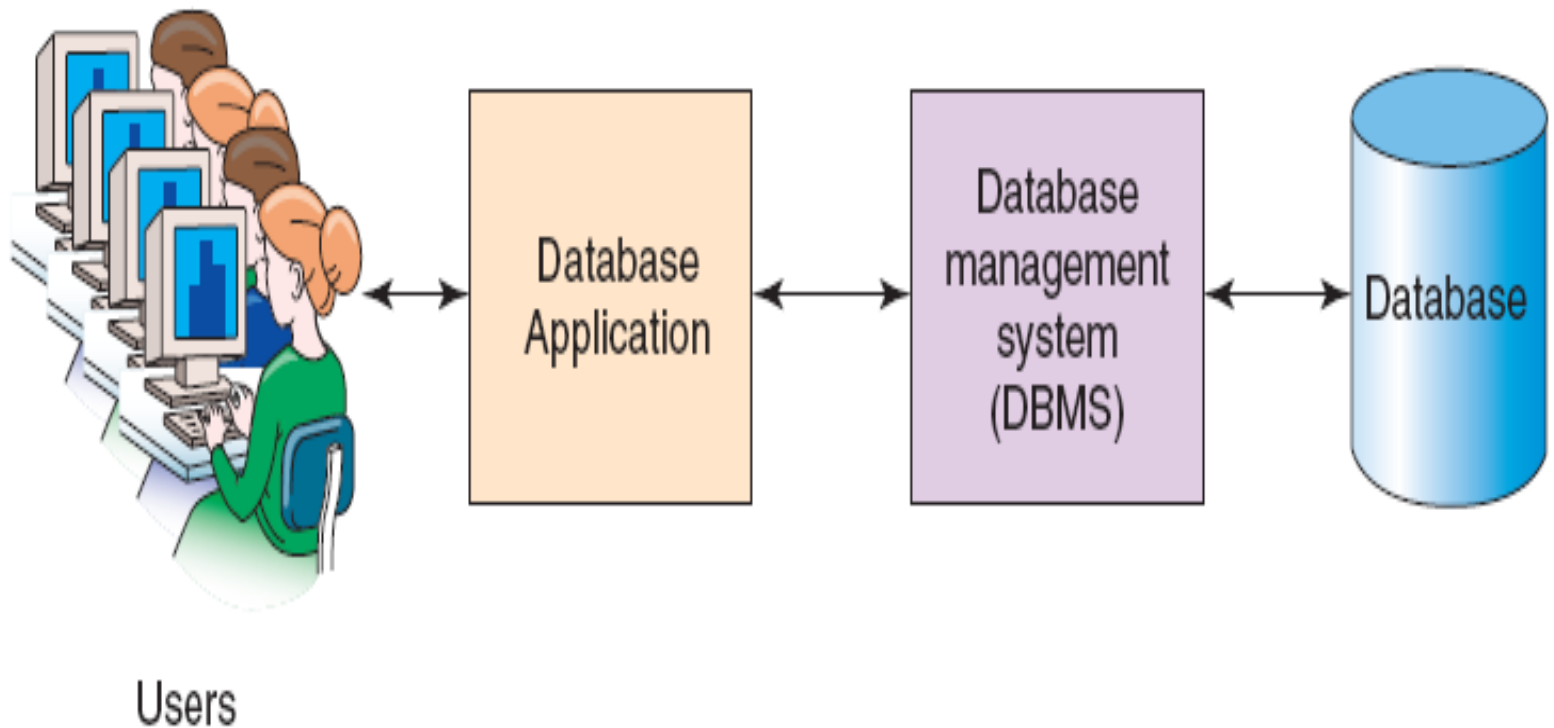 Database
Application
Database
management
system
(DBMS)
Database
Users